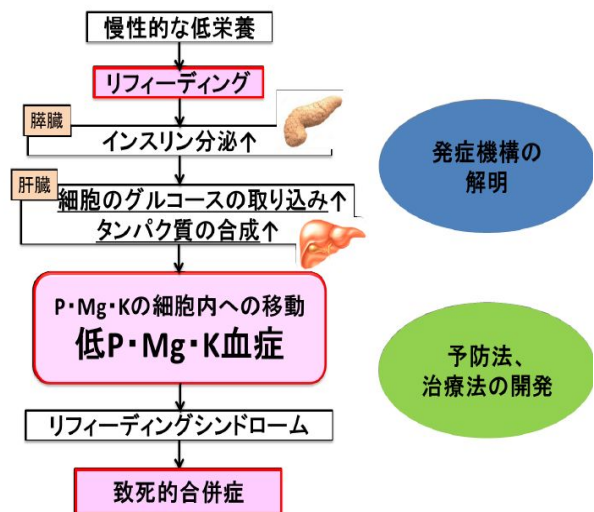 慢性的な低栄養
リフィーディング
膵臓
インスリン分泌↑
肝臓
細胞のグルコースの取り込み↑
タンパク質の合成↑
P・Mg・Kの細胞内への移動
低P・Mg・K血症
リフィーディングシンドローム
致死的合併症
発症機構の
解明
予防法、
治療法の開発